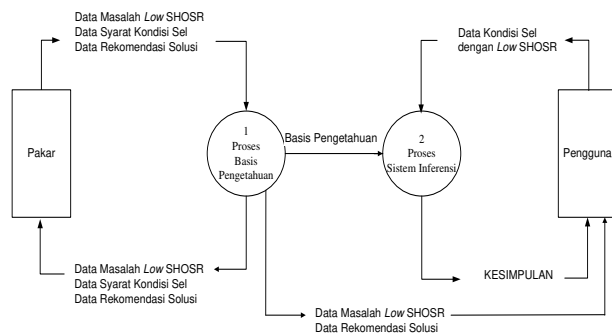 Data Masalah Low SHOSR
Data Syarat Kondisi Sel
Data Rekomendasi Solusi
Data Kondisi Sel
dengan Low SHOSR
Pakar
1
Proses
Basis
Pengetahuan
Basis Pengetahuan
2
Proses
Sistem Inferensi
Pengguna
Data Masalah Low SHOSR
Data Syarat Kondisi Sel
Data Rekomendasi Solusi
KESIMPULAN
Data Masalah Low SHOSR
Data Rekomendasi Solusi